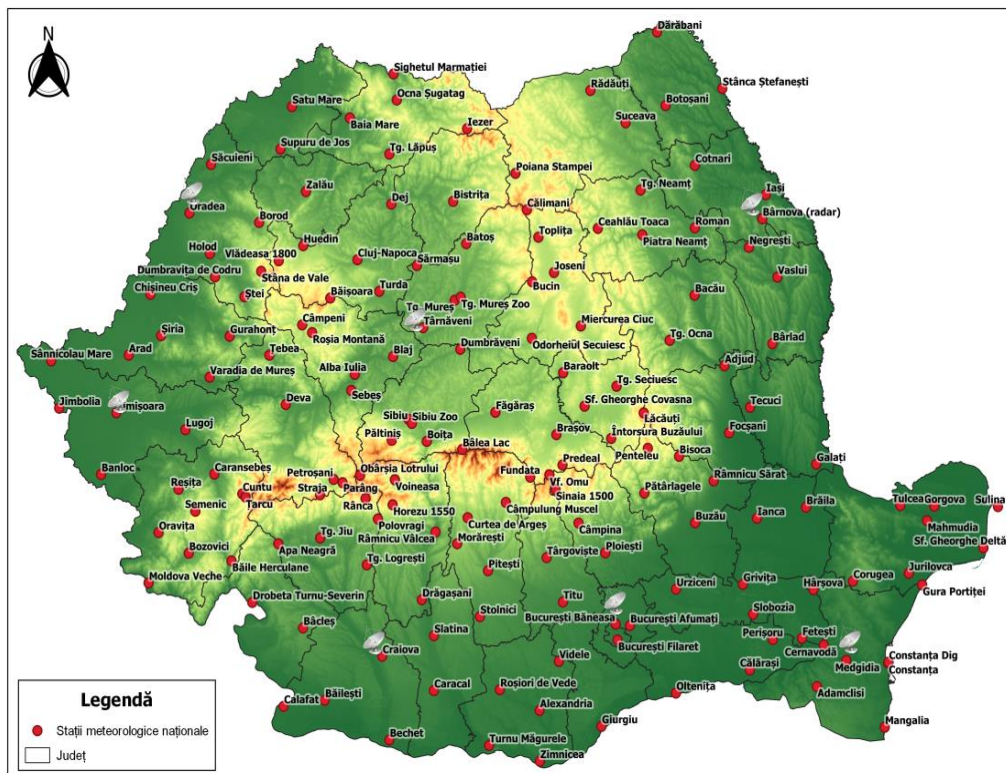 N
Dărăbani
Sighetul Marmației
Ocna Șugatag
Rădăuți
Stânca Ștefanești
Satu Mare
Botoșani
Baia Mare
Iezer
Suceava
Supuru de Jos
Tg. Lăpuș
Cotnari
Săcuieni
Poiana Stampei
Zalău
Tg. Neamț
Iași
Dej
Bistrița
Oradea
Călimani
Bârnova (radar)
Borod
Ceahlău Toaca
Roman
Toplița
Huedin
Batoș
Piatra Neamț
Negrești
Holod
Vlădeasa 1800
Cluj-Napoca
Sărmașu
Dumbravița de Codru
Stâna de Vale
Joseni
Vaslui
Chișineu Criș
Ștei
Băișoara
Turda
Bucin
Bacău
Tg. Mureș
Tg. Mureș Zoo
Câmpeni
Târnăveni
Miercurea Ciuc
Șiria
Gurahonț
Roșia Montană
Odorheiul Secuiesc
Tg. Ocna
Bârlad
Sânnicolau Mare
Arad
Tebea
Blaj
Dumbrăveni
Adjud
Varadia de Mureș
Alba Iulia
Baraolt
Tg. Seciuesc
Sebeș
Jimbolia
Timișoara
Deva
Făgăraș
Sf. Gheorghe Covasna
Tecuci
Sibiu
Sibiu Zoo
Lăcăuți
Lugoj
Păltiniș
Boița
Brașov
Întorsura Buzăului
Focșani
Bâlea Lac
Penteleu
Bisoca
Galați
Banloc
Caransebeș
Petroșani
Obârșia Lotrului
Predeal
Fundata
Râmnicu Sărat
Reșița
Cuntu
Straja
Parâng
Voineasa
Vf. Omu
Semenic
Țarcu
Rânca
Sinaia 1500
Pătârlagele
Horezu 1550
Câmpulung Muscel
Brăila
Tulcea
Gorgova
Sulina
Oravița
Polovragi
Curtea de Argeș
Câmpina
Buzău
Ianca
Mahmudia
Tg. Jiu
Râmnicu Vâlcea
Sf. Gheorghe Deltă
Bozovici
Apa Neagră
Morărești
Târgoviște
Ploiești
Băile Herculane
Tg. Logrești
Pitești
Jurilovca
Moldova Veche
Urziceni
Grivița
Hârșova
Corugea
Gura Portiței
Drobeta Turnu-Severin
Drăgașani
Titu
Stolnici
Slobozia
Bâcleș
București Băneasa
București Afumați
Slatina
Perișoru
Fetești
București Filaret
Cernavodă
Craiova
Videle
Medgidia
Constanța Dig
Constanța
Călărași
Caracal
Roșiori de Vede
Oltenița
Adamclisi
Calafat
Băilești
Alexandria
Giurgiu
Mangalia
Bechet
Turnu Măgurele
Zimnicea
Legendă
Stații meteorologice naționale
Județ